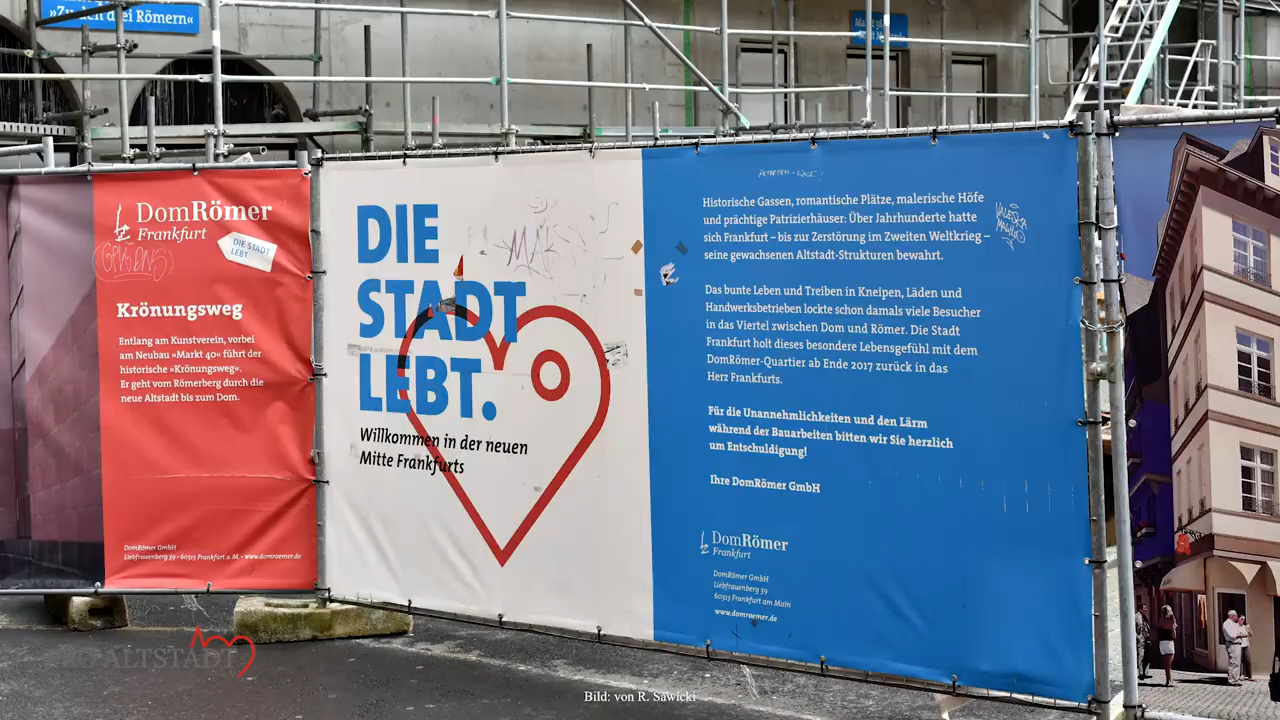 »Zu den drei Römern«
DomRömer
Frankfurt
DIE STADT
LEBT.
Krönungsweg
Entlang am Kunstverein, vorbei
am Neubau »Markt 40« führt der
historische »Krönungsweg«.
Er geht vom Römerberg durch die
neue Altstadt bis zum Dom.
DomRömer GmbH
Liebfrauenberg 39 • 60313 Frankfurt a. M. • www.domroemer.de
DIE
STADT
LEBT.
Willkommen in der neuen
Mitte Frankfurts
Historische Gassen, romantische Plätze, malerische Höfe
und prächtige Patrizierhäuser: Über Jahrhunderte hatte
sich Frankfurt – bis zur Zerstörung im Zweiten Weltkrieg –
seine gewachsenen Altstadt-Strukturen bewahrt.
Das bunte Leben und Treiben in Kneipen, Läden und
Handwerksbetrieben lockte schon damals viele Besucher
in das Viertel zwischen Dom und Römer. Die Stadt
Frankfurt holt dieses besondere Lebensgefühl mit dem
DomRömer-Quartier ab Ende 2017 zurück in das
Herz Frankfurts.
Für die Unannehmlichkeiten und den Lärm
während der Bauarbeiten bitten wir Sie herzlich
um Entschuldigung!
Ihre DomRömer GmbH
DomRömer
Frankfurt
DomRömer GmbH
Liebfrauenberg 39
60313 Frankfurt am Main
www.domroemer.de
ALTSTADT
Bild: von R. Sawicki